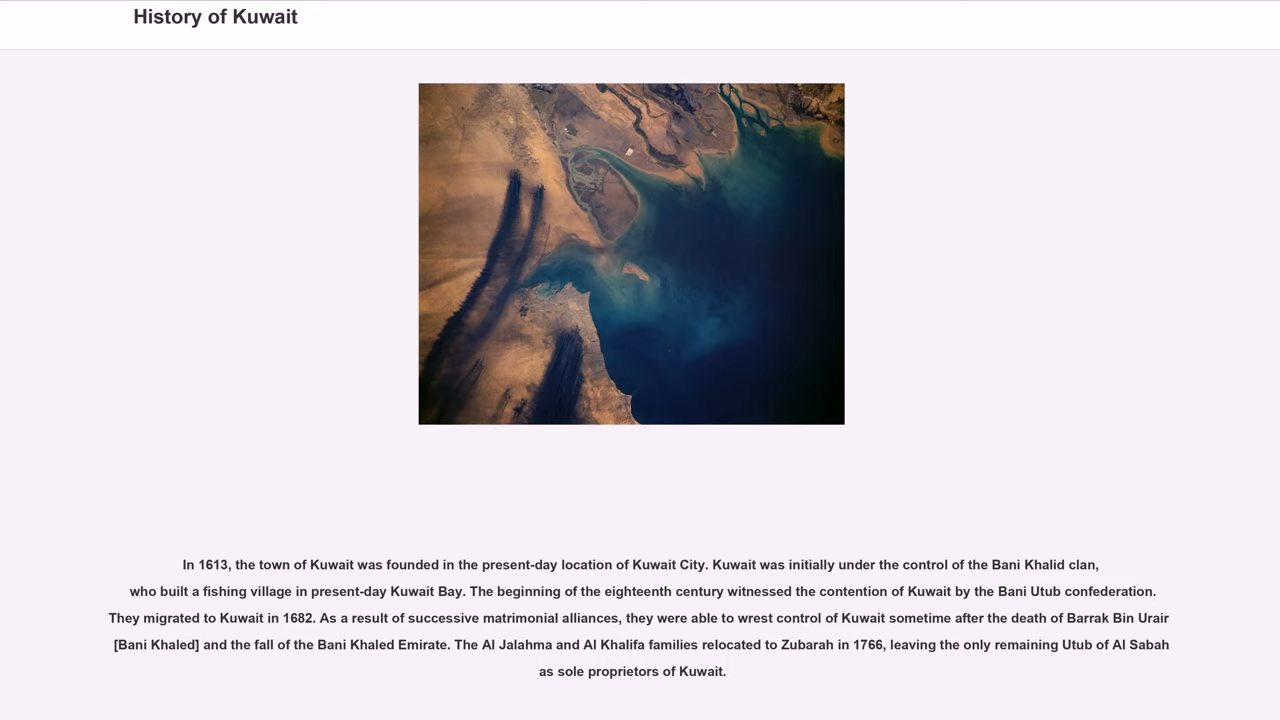 History of Kuwait
In 1613, the town of Kuwait was founded in the present-day location of Kuwait City. Kuwait was initially under the control of the Bani Khalid clan,
who built a fishing village in present-day Kuwait Bay. The beginning of the eighteenth century witnessed the contention of Kuwait by the Bani Utub confederation.
They migrated to Kuwait in 1682. As a result of successive matrimonial alliances, they were able to wrest control of Kuwait sometime after the death of Barrak Bin Urair
[Bani Khaled] and the fall of the Bani Khaled Emirate. The Al Jalahma and Al Khalifa families relocated to Zubarah in 1766, leaving the only remaining Utub of Al Sabah
as sole proprietors of Kuwait.